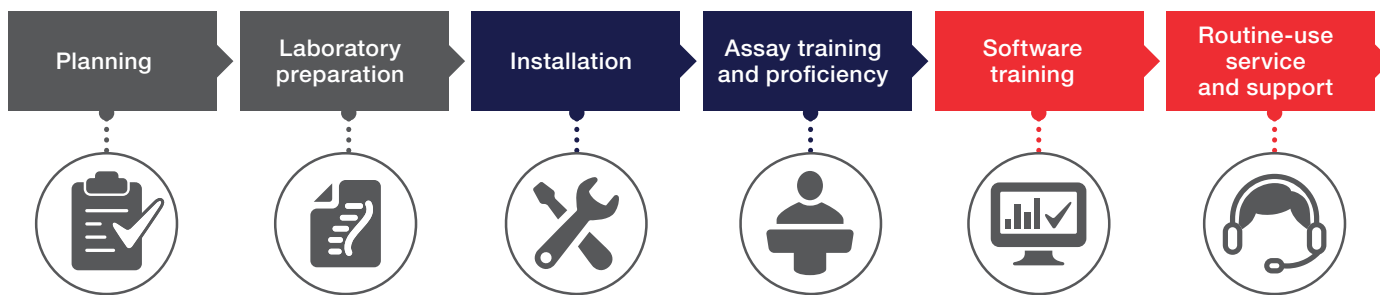 Planning
Laboratory
preparation
Installation
Assay training
and proficiency
Software
training
Routine-use
service
and support